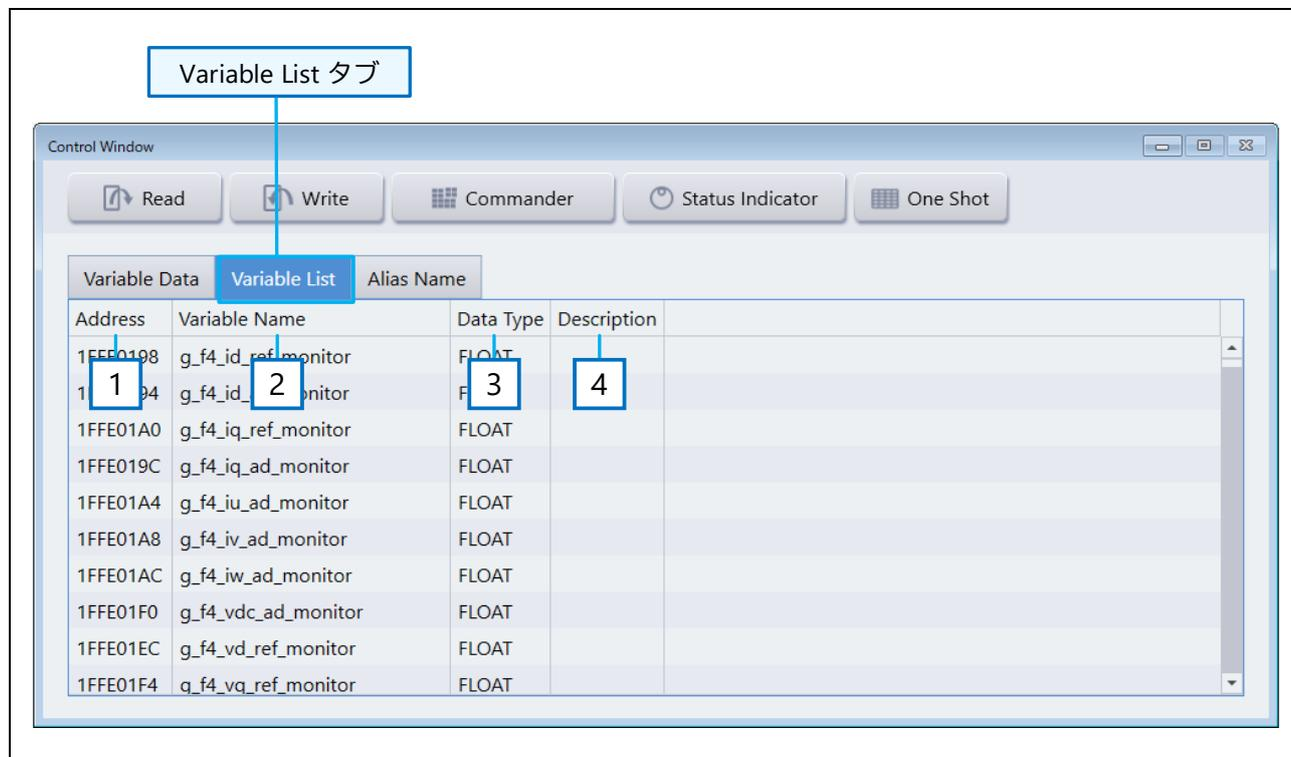 Variable List タブ
Control Window
Read Write Commander Status Indicator One Shot
Variable Data Variable List Alias Name
Address Variable Name Data Type Description
1FFE0198 g_f4_id_ref_monitor FLOAT
1 2 3 4
g_f4_id_
1FFE01A0 g_f4_iq_ref_monitor FLOAT
1FFE019C g_f4_iq_ad_monitor FLOAT
1FFE01A4 g_f4_iu_ad_monitor FLOAT
1FFE01A8 g_f4_iv_ad_monitor FLOAT
1FFE01AC g_f4_iw_ad_monitor FLOAT
1FFE01F0 g_f4_vdc_ad_monitor FLOAT
1FFE01EC g_f4_vd_ref_monitor FLOAT
1FFE01F4 g_f4_vq_ref_monitor FLOAT